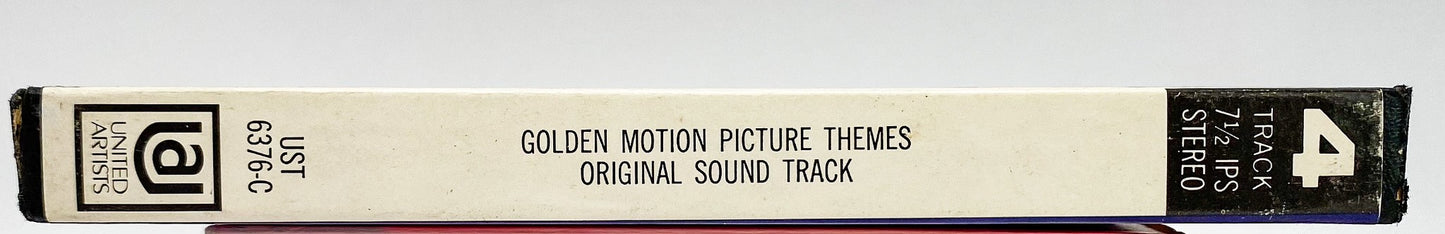 ua
UNITED
ARTISTS
UST
6376-C
GOLDEN MOTION PICTURE THEMES
ORIGINAL SOUND TRACK
4
TRACK
7½ IPS
STEREO